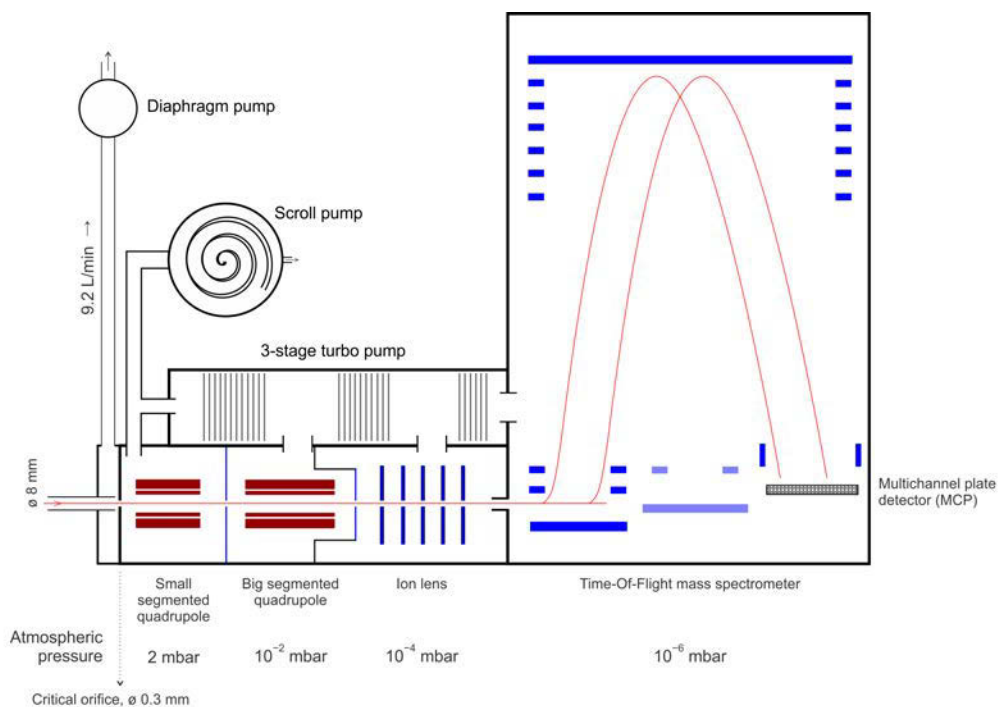 Diaphragm pump
Scroll pump
9.2 L/min →
3-stage turbo pump
ø 8 mm
Multichannel plate
detector (MCP)
Small
segmented
quadrupole
Big segmented
quadrupole
Ion lens
Time-Of-Flight mass spectrometer
Atmospheric
pressure
2 mbar
10⁻² mbar
10⁻⁴ mbar
10⁻⁶ mbar
Critical orifice, ø 0.3 mm